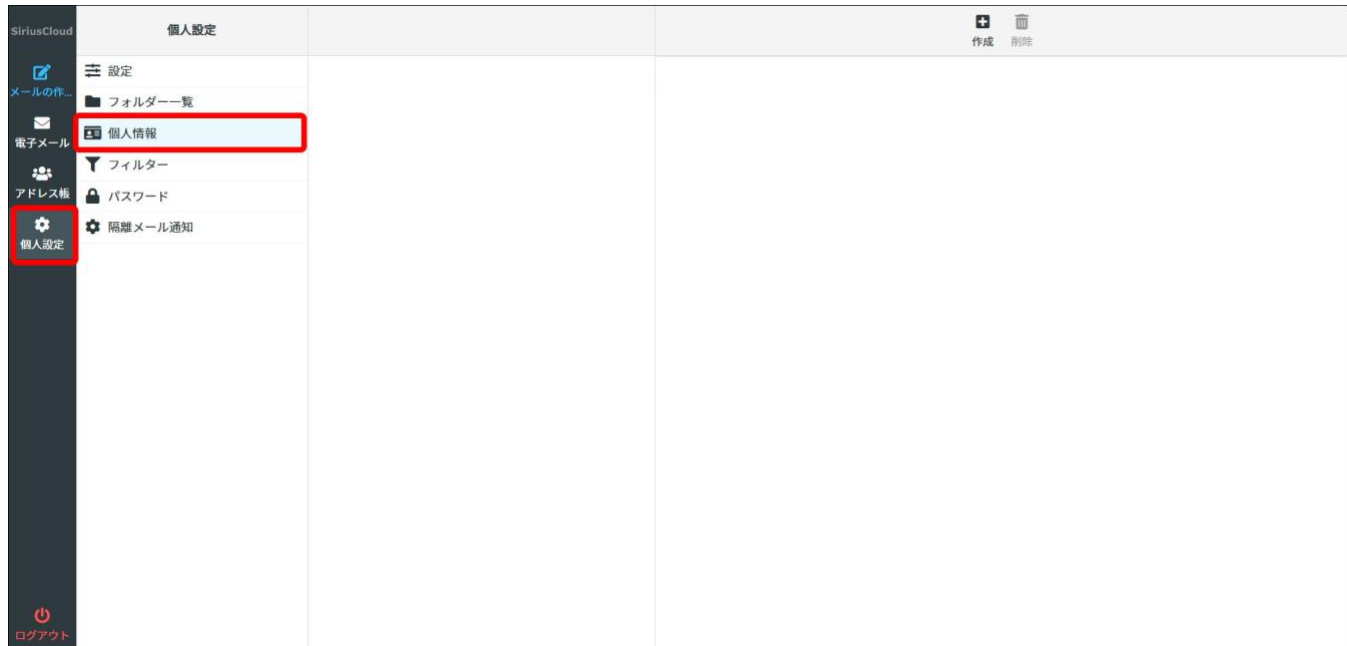 SiriusCloud
メールの作...
電子メール
アドレス帳
個人設定
ログアウト
個人設定
設定
フォルダー一覧
個人情報
フィルター
パスワード
隔離メール通知
作成 削除